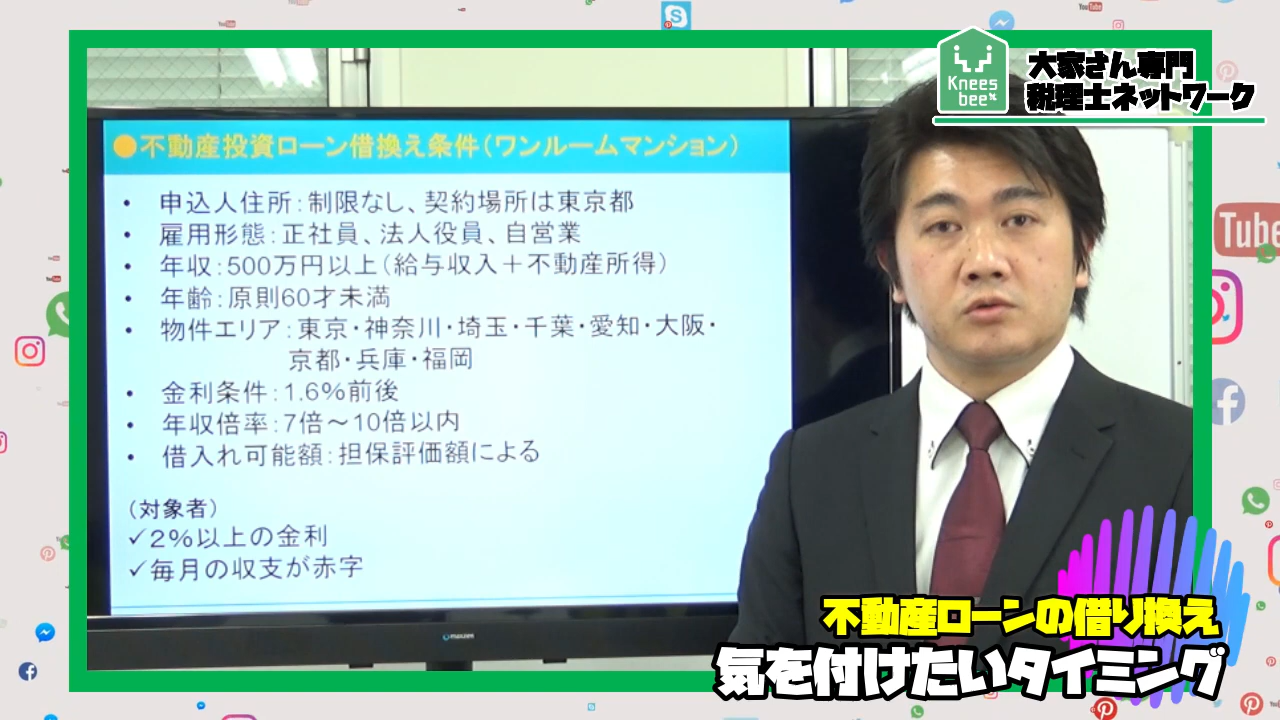 Knees
bee
大家さん専門
税理士ネットワーク
●不動産投資ローン借換え条件(ワンルームマンション)
• 申込人住所:制限なし、契約場所は東京都
• 雇用形態:正社員、法人役員、自営業
• 年収:500万円以上(給与収入+不動産所得)
• 年齢:原則60才未満
• 物件エリア:東京・神奈川・埼玉・千葉・愛知・大阪・
京都・兵庫・福岡
• 金利条件:1.6%前後
• 年収倍率:7倍～10倍以内
• 借入れ可能額:担保評価額による
(対象者)
✓2%以上の金利
✓毎月の収支が赤字
mouse
Tube
不動産ローンの借り換え
気を付けたいタイミング